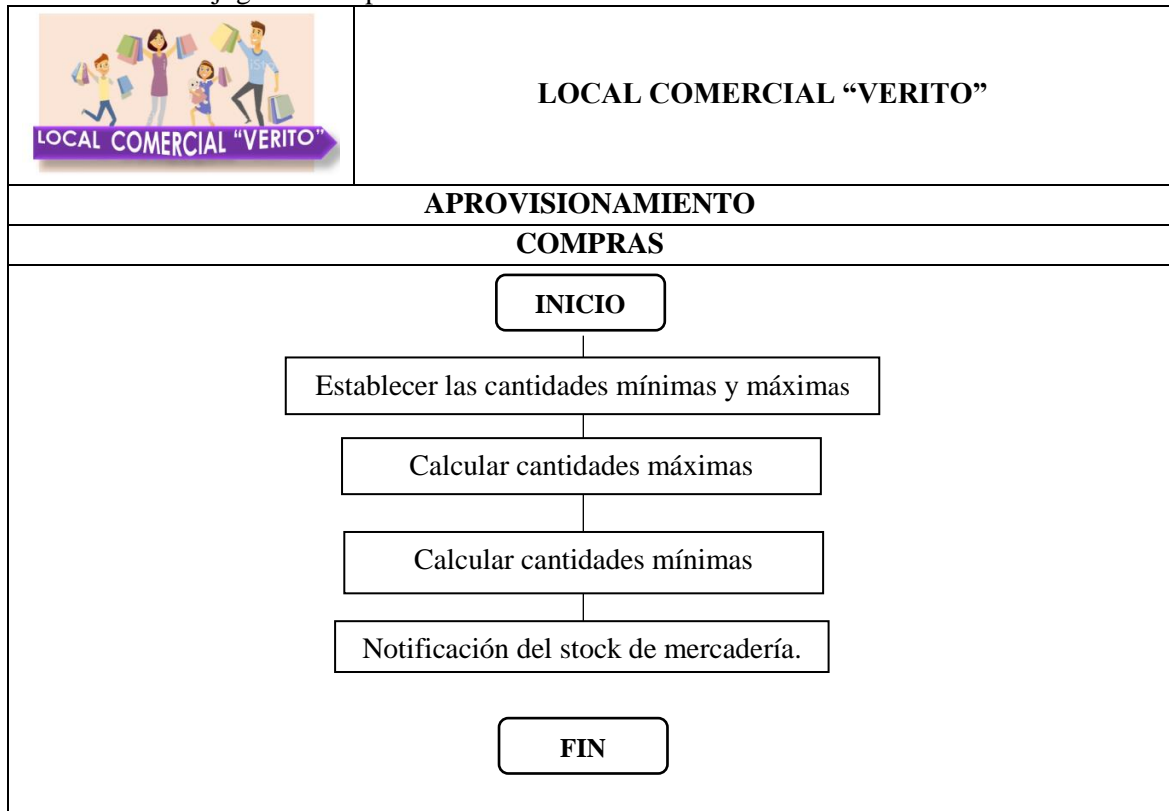 LOCAL COMERCIAL "VERITO"
LOCAL COMERCIAL “VERITO”
APROVISIONAMIENTO
COMPRAS
INICIO
Establecer las cantidades mínimas y máximas
Calcular cantidades máximas
Calcular cantidades mínimas
Notificación del stock de mercadería.
FIN